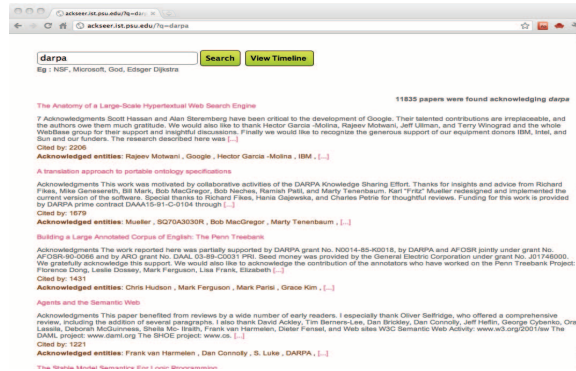 ackseer.ist.psu.edu/?q=darp
ackseer.ist.psu.edu/?q=darpa
darpa
Search
View Timeline
Eg : NSF, Microsoft, God, Edsger Dijkstra
11835 papers were found acknowledging darpa
The Anatomy of a Large-Scale Hypertextual Web Search Engine
7 Acknowledgments Scott Hassan and Alan Steremberg have been critical to the development of Google. Their talented contributions are irreplaceable, and
the authors owe them much gratitude. We would also like to thank Hector Garcia -Molina, Rajeev Motwani, Jeff Ullman, and Terry Winograd and the whole
WebBase group for their support and insightful discussions. Finally we would like to recognize the generous support of our equipment donors IBM, Intel, and
Sun and our funders. The research described here was [...]
Cited by: 2206
Acknowledged entities: Rajeev Motwani , Google , Hector Garcia -Molina , IBM , [...]
A translation approach to portable ontology specifications
Acknowledgments This work was motivated by collaborative activities of the DARPA Knowledge Sharing Effort. Thanks for insights and advice from Richard
Fikes, Mike Genesereth, Bill Mark, Bob MacGregor, Bob Neches, Ramish Patil, and Marty Tenenbaum. Karl "Fritz" Mueller redesigned and implemented the
current version of the software. Special thanks to Richard Fikes, Hania Gajewska, and Charles Petrie for thoughtful reviews. Funding for this work is provided
by DARPA prime contract DAAA15-91-C-0104 through [...]
Cited by: 1679
Acknowledged entities: Mueller , SQ70A3030R , Bob MacGregor , Marty Tenenbaum , [...]
Building a Large Annotated Corpus of English: The Penn Treebank
Acknowledgments The work reported here was partially supported by DARPA grant No. N0014-85-K0018, by DARPA and AFOSR jointly under grant No.
AFOSR-90-0066 and by ARO grant No. DAAL 03-89-C0031 PRI. Seed money was provided by the General Electric Corporation under grant No. J01746000.
We gratefully acknowledge this support. We would also like to acknowledge the contribution of the annotators who have worked on the Penn Treebank Project:
Florence Dong, Leslie Dossey, Mark Ferguson, Lisa Frank, Elizabeth [...]
Cited by: 1431
Acknowledged entities: Chris Hudson , Mark Ferguson , Mark Parisi , Grace Kim , [...]
Agents and the Semantic Web
Acknowledgments This paper benefited from reviews by a wide number of early readers. I especially thank Oliver Selfridge, who offered a comprehensive
review, including the addition of several paragraphs. I also thank David Ackley, Tim Berners-Lee, Dan Brickley, Dan Connolly, Jeff Heflin, George Cybenko, Ora
Lassila, Deborah McGuinness, Sheila Mc- Ilraith, Frank van Harmelen, Dieter Fensel, and Web sites W3C Semantic Web Activity: www.w3.org/2001/sw The
DAML project: www.daml.org The SHOE project: www.cs. [...]
Cited by: 1221
Acknowledged entities: Frank van Harmelen , Dan Connolly , S. Luke , DARPA , [...]
The Stable Model Semantics For Logic Programming